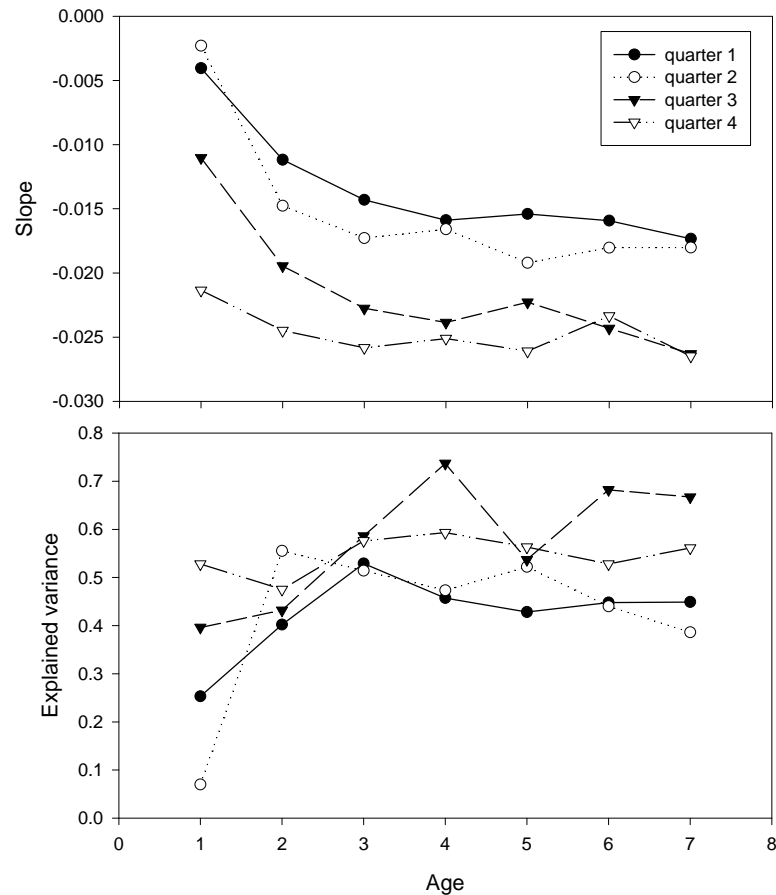 0.000
-0.005
-0.010
-0.015
-0.020
-0.025
-0.030
Slope
quarter 1
quarter 2
quarter 3
quarter 4
0.8
0.7
0.6
0.5
0.4
0.3
0.2
0.1
0.0
Explained variance
0 1 2 3 4 5 6 7 8
Age